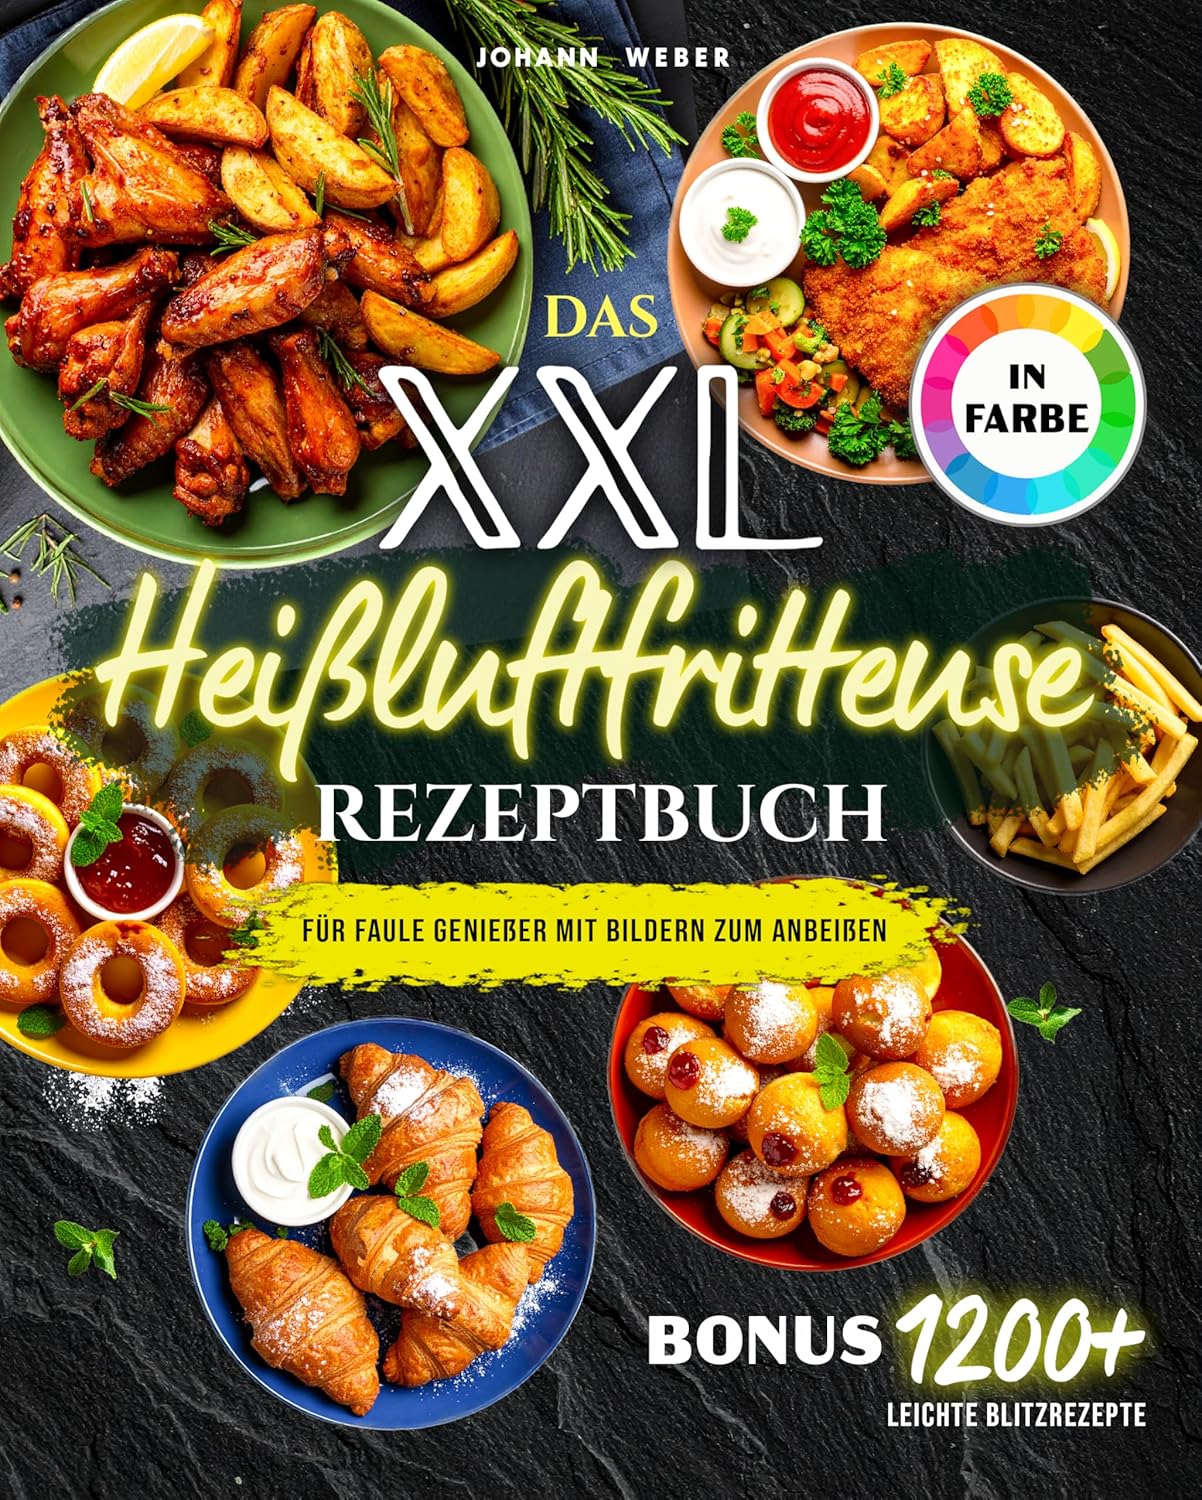 JOHANN WEBER
DAS
XXL
IN
FARBE
Heißluftfritteuse
REZEPTBUCH
FÜR FAULE GENIEßER MIT BILDERN ZUM ANBEIßEN
BONUS 1200+
LEICHTE BLITZREZEPTE